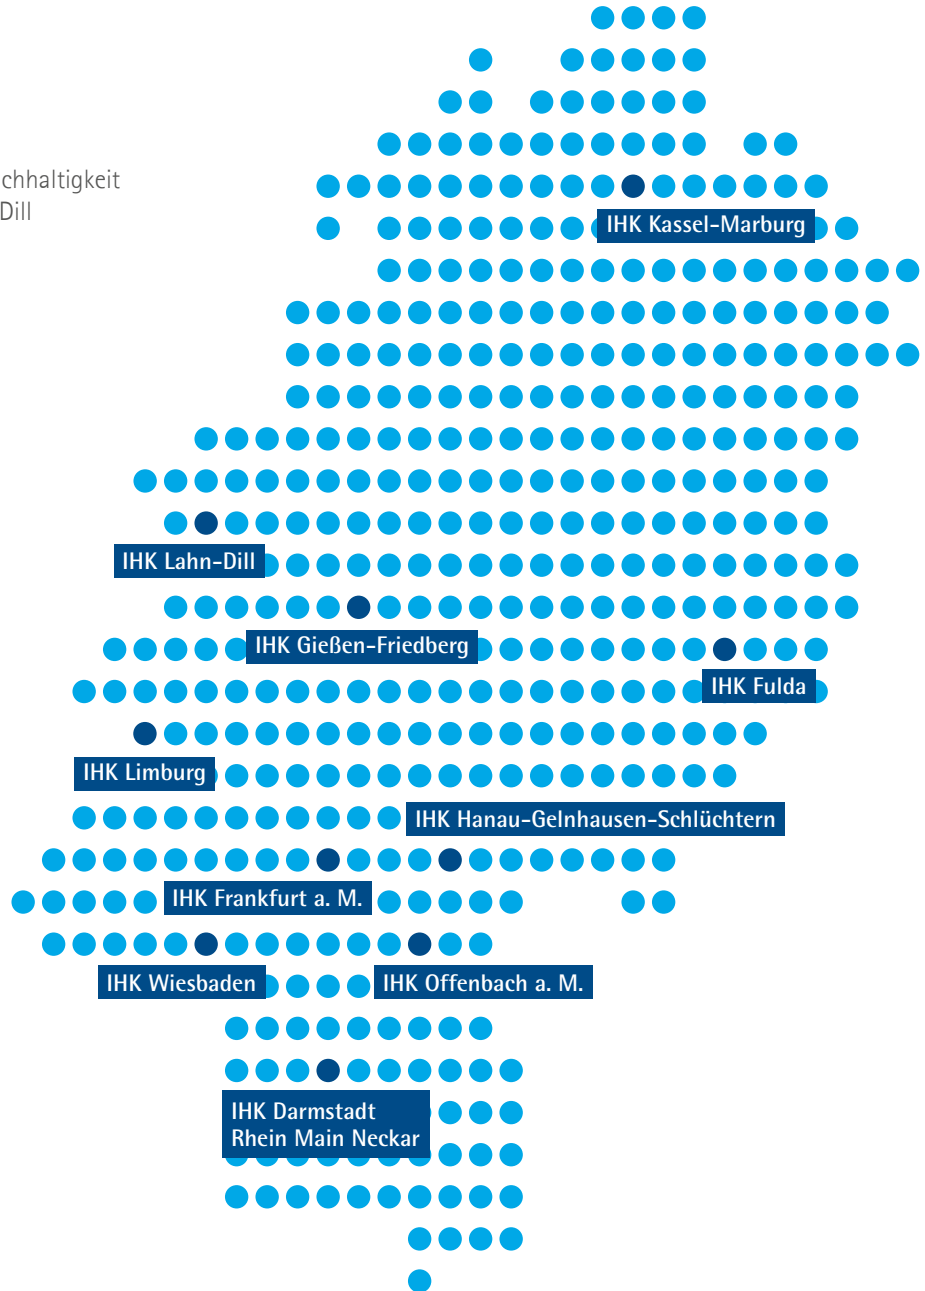 chhaltigkeit
Dill
IHK Kassel-Marburg
IHK Lahn-Dill
IHK Gießen-Friedberg
IHK Fulda
IHK Limburg
IHK Hanau-Gelnhausen-Schlüchtern
IHK Frankfurt a. M.
IHK Wiesbaden
IHK Offenbach a. M.
IHK Darmstadt
Rhein Main Neckar